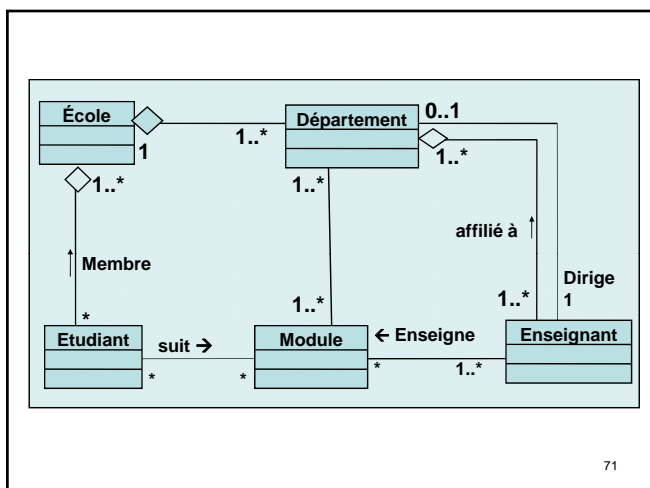 École
Département
0..1
1
1..*
1..*
1..*
1..*
affilié à
Membre
Dirige
1..*
1..*
1
*
Etudiant
suit →
Module
← Enseigne
Enseignant
*
*
*
1..*
71